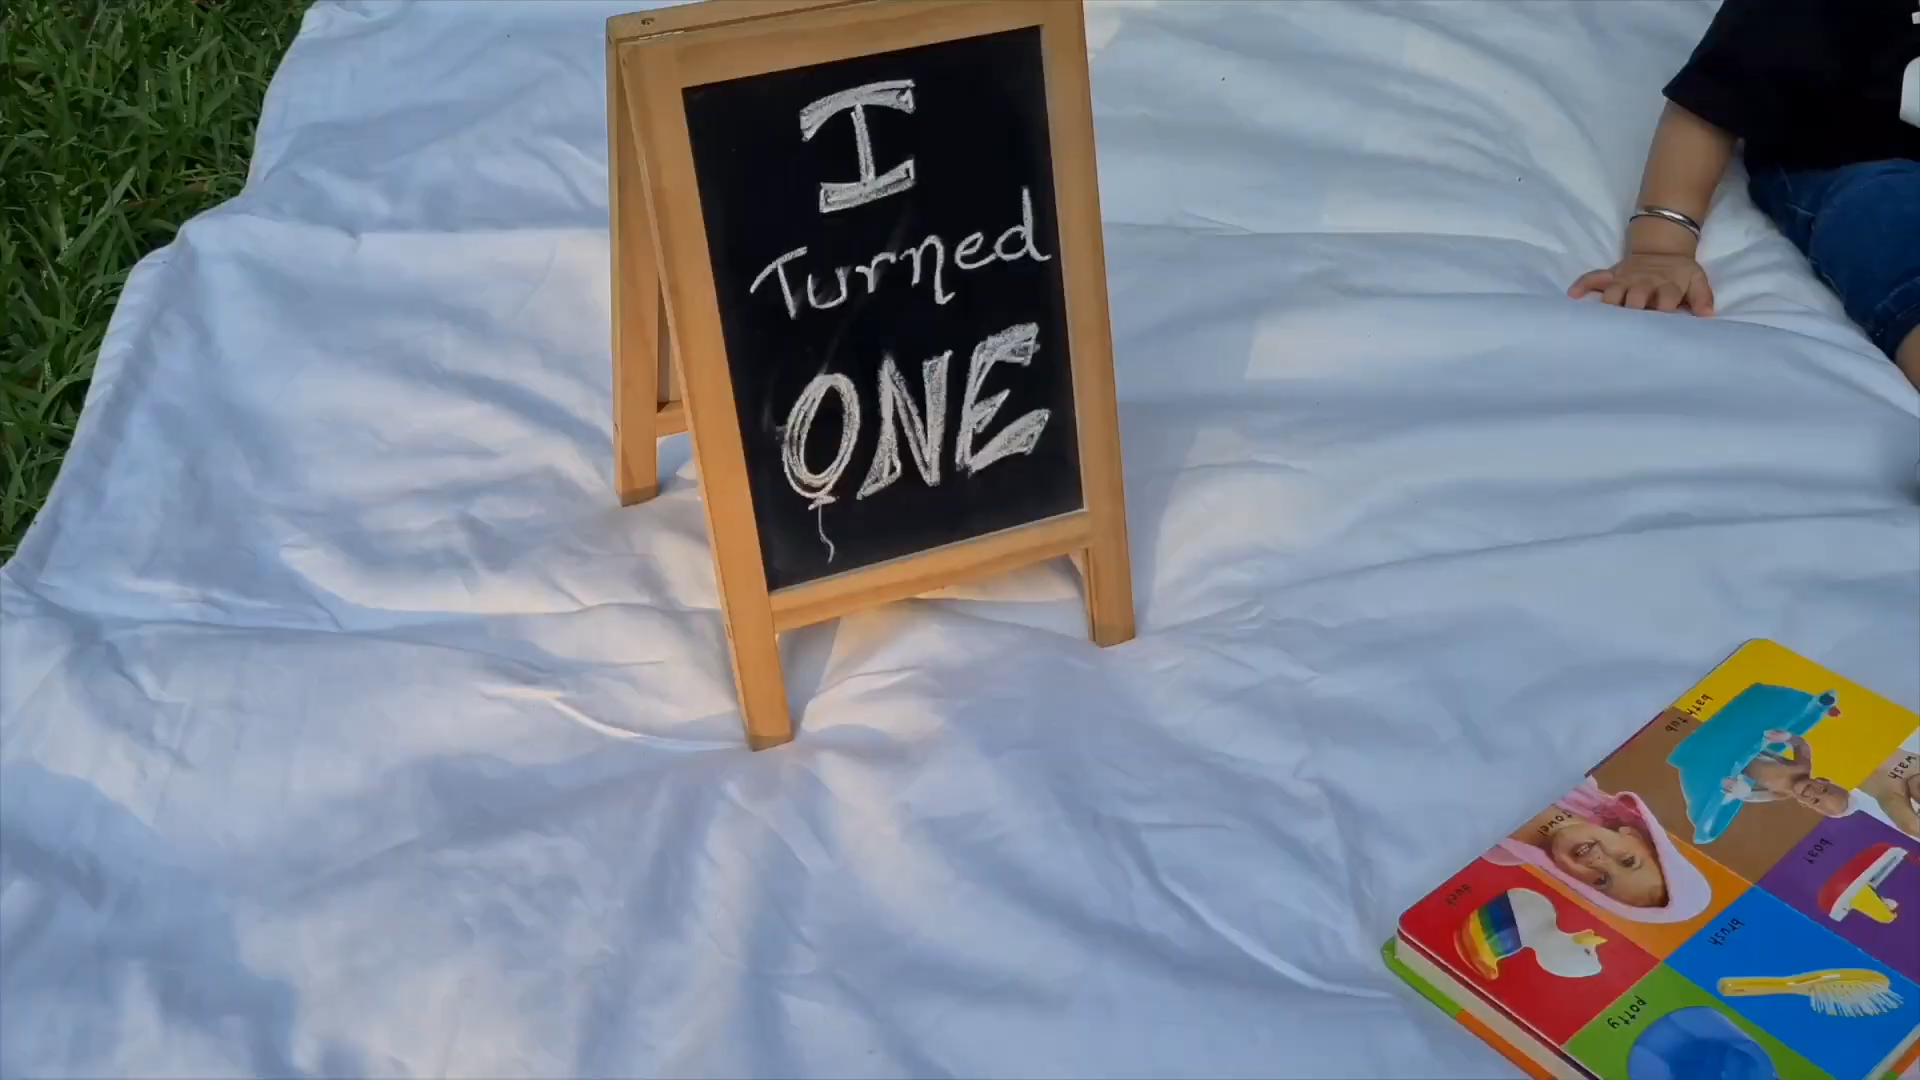 I
Turned
ONE
bath tub
wash
towel
boat
duck
brush
potty